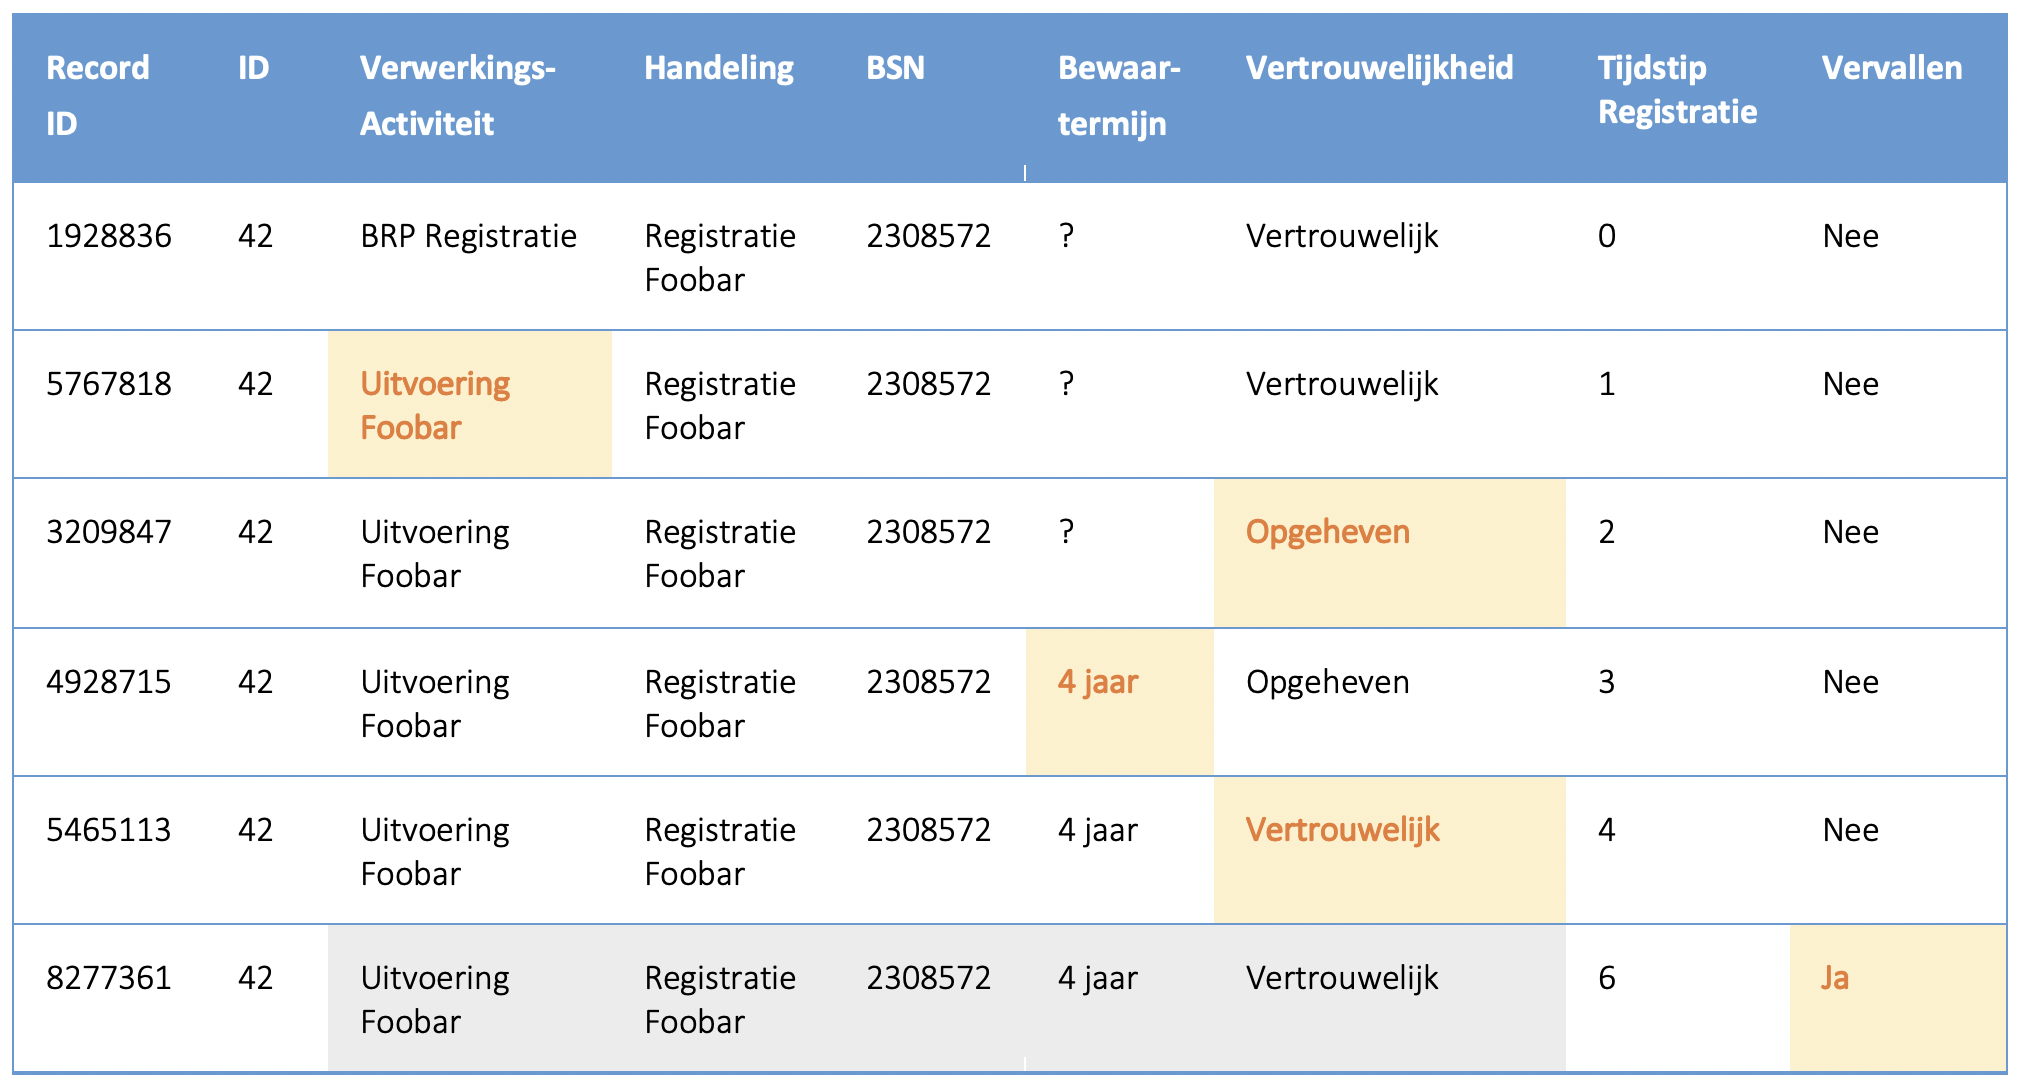 Record ID	ID	Verwerkings-Activiteit	Handeling	BSN	Bewaar-termijn	Vertrouwelijkheid	Tijdstip Registratie	Vervallen
1928836	42	BRP Registratie	Registratie Foobar	2308572	?	Vertrouwelijk	0	Nee
5767818	42	Uitvoering Foobar	Registratie Foobar	2308572	?	Vertrouwelijk	1	Nee
3209847	42	Uitvoering Foobar	Registratie Foobar	2308572	?	Opgeheven	2	Nee
4928715	42	Uitvoering Foobar	Registratie Foobar	2308572	4 jaar	Opgeheven	3	Nee
5465113	42	Uitvoering Foobar	Registratie Foobar	2308572	4 jaar	Vertrouwelijk	4	Nee
8277361	42	Uitvoering Foobar	Registratie Foobar	2308572	4 jaar	Vertrouwelijk	6	Ja